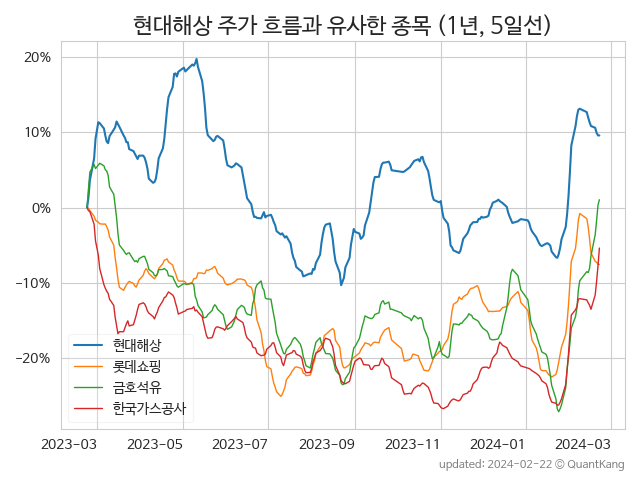 현대해상 주가 흐름과 유사한 종목 (1년, 5일선)
20%
10%
0%
−10%
−20%
현대해상
롯데쇼핑
금호석유
한국가스공사
2023-03 2023-05 2023-07 2023-09 2023-11 2024-01 2024-03
updated: 2024-02-22 © QuantKang